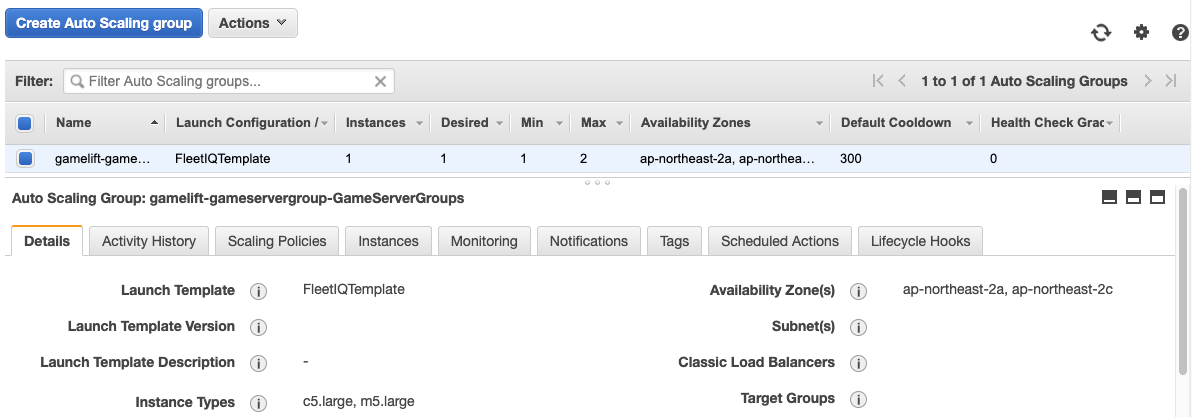 Create Auto Scaling group Actions
Filter: Filter Auto Scaling groups... 1 to 1 of 1 Auto Scaling Groups
Name Launch Configuration / Instances Desired Min Max Availability Zones Default Cooldown Health Check Grac
gamelift-game... FleetIQTemplate 1 1 1 2 ap-northeast-2a, ap-northea... 300 0
Auto Scaling Group: gamelift-gameservergroup-GameServerGroups
Details Activity History Scaling Policies Instances Monitoring Notifications Tags Scheduled Actions Lifecycle Hooks
Launch Template i FleetIQTemplate Availability Zone(s) i ap-northeast-2a, ap-northeast-2c
Launch Template Version i Subnet(s) i
Launch Template Description i - Classic Load Balancers i
Instance Types i c5.large, m5.large Target Groups i